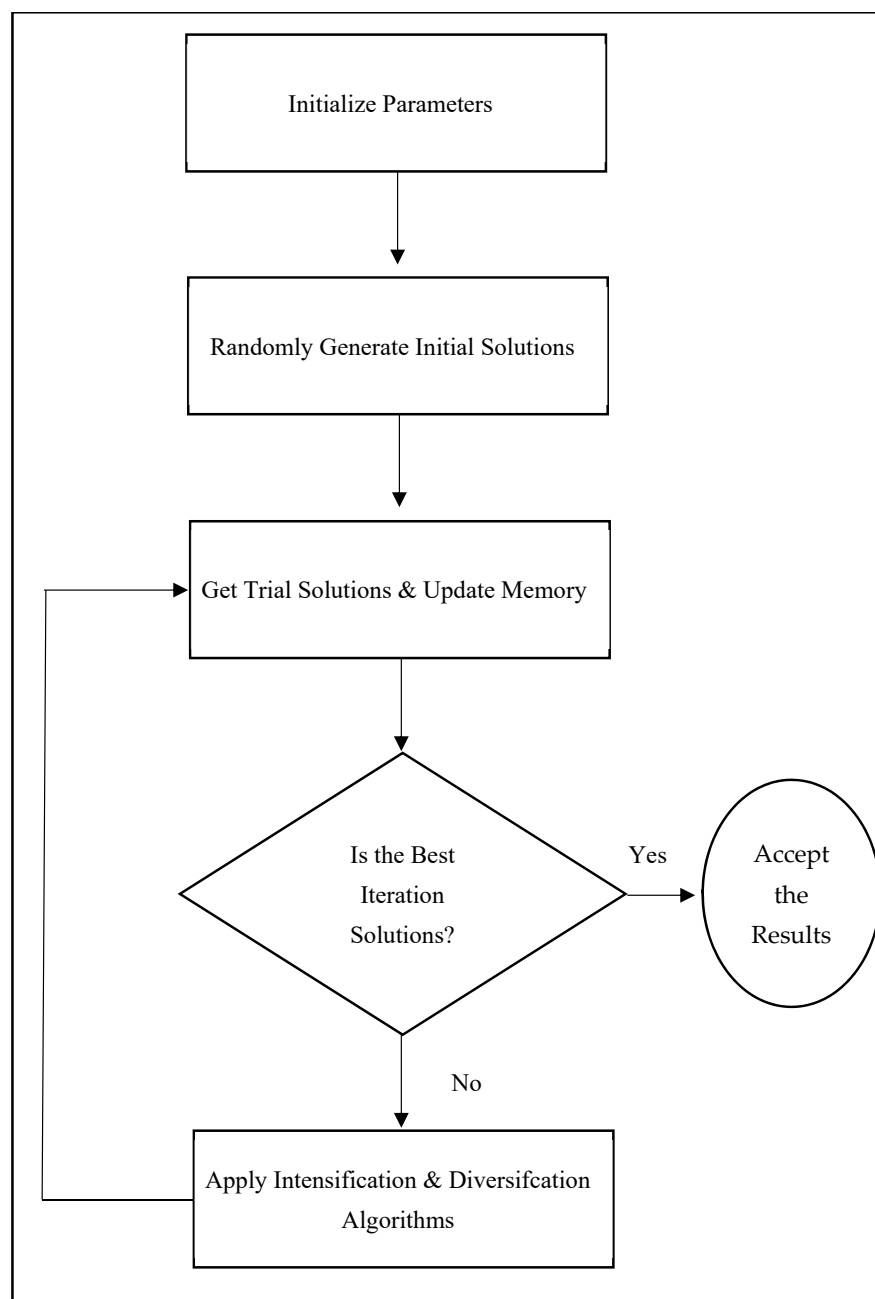 Initialize Parameters
Randomly Generate Initial Solutions
Get Trial Solutions & Update Memory
Is the Best
Iteration
Solutions?
Yes
Accept
the
Results
No
Apply Intensification & Diversifcation
Algorithms